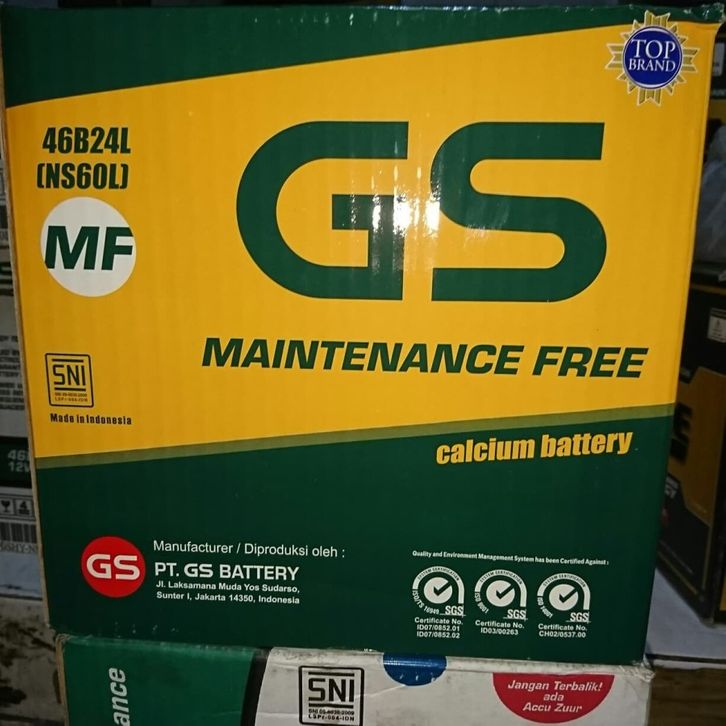 TOP
BRAND
46B24L
(NS60L)
MF
GS
MAINTENANCE FREE
SNI
Made in Indonesia
calcium battery
GS
Manufacturer / Diproduksi oleh :
PT. GS BATTERY
Jl. Laksamana Muda Yos Sudarso,
Sunter I, Jakarta 14350, Indonesia
Quality and Environment Management System has been Certified Against :
SGS
SGS
SGS
Certificate No.
ID07/0852.01
ID07/0852.02
Certificate No.
ID03/00263
Certificate No.
CH02/0537.00
ance
SNI
Jangan Terbalik!
ada
Accu Zuur